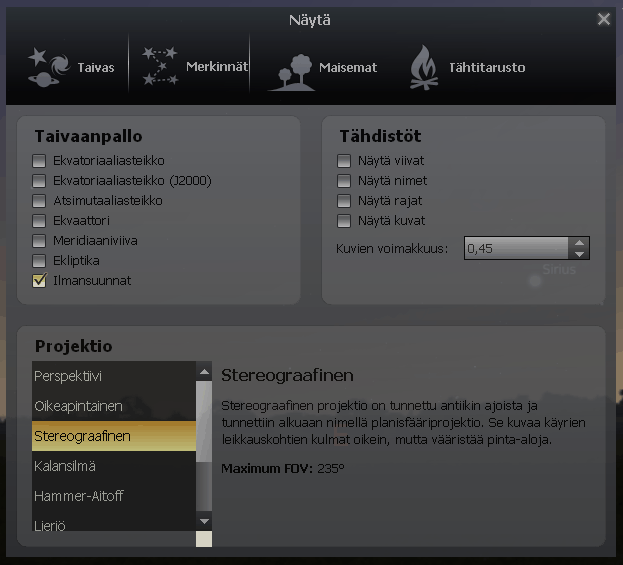 Näytä
Taivas
Merkinnät
Maisemat
Tähtitarusto
Taivaanpallo
Ekvatoriaaliasteikko
Ekvatoriaaliasteikko (J2000)
Atsimutaaliasteikko
Ekvaattori
Meridiaaniviiva
Ekliptika
Ilmansuunnat
Tähdistöt
Näytä viivat
Näytä nimet
Näytä rajat
Näytä kuvat
Kuvien voimakkuus: 0,45
Sirius
Projektio
Perspektiivi
Oikeapintainen
Stereograafinen
Kalansilmä
Hammer-Aitoff
Lieriö
Stereograafinen
Stereograafinen projektio on tunnettu antiikin ajoista ja
tunnettiin alkuaan nimellä planisfääriprojektio. Se kuvaa käyrien
leikkauskohtien kulmat oikein, mutta vääristää pinta-aloja.
Maximum FOV: 235°